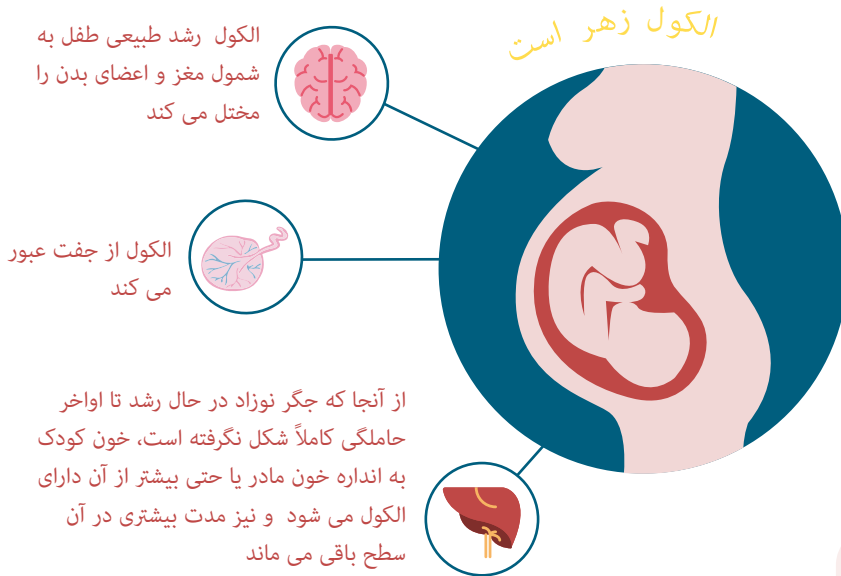 الکول زهر است
الکول رشد طبیعی طفل به
شمول مغز و اعضای بدن را
مختل می کند
الکول از جفت عبور
می کند
از آنجا که جگر نوزاد در حال رشد تا اواخر
حاملگی کاملاً شکل نگرفته است، خون کودک
به انداره خون مادر یا حتی بیشتر از آن دارای
الکول می شود و نیز مدت بیشتری در آن
سطح باقی می ماند